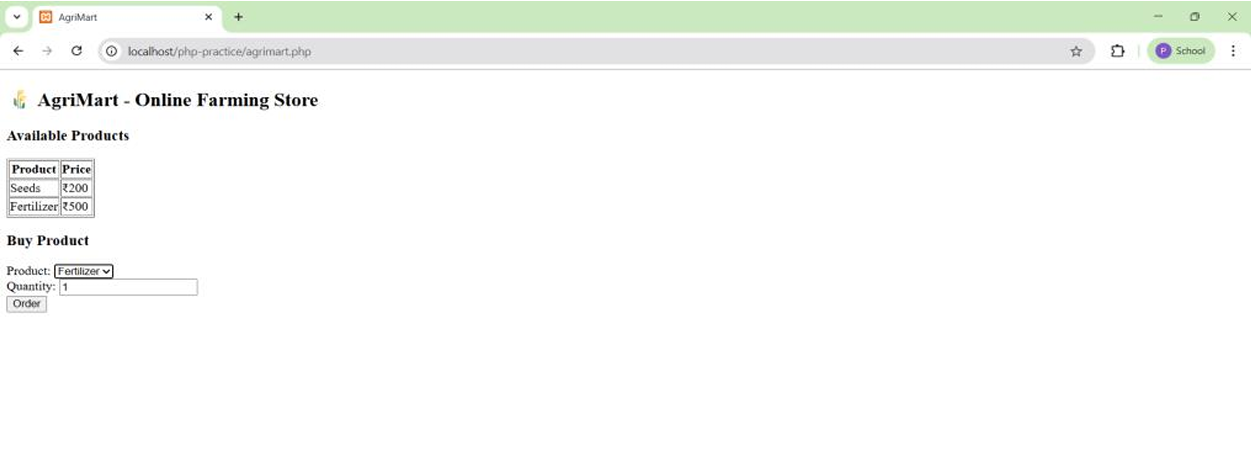 AgriMart
localhost/php-practice/agrimart.php
School
AgriMart - Online Farming Store
Available Products
Product Price
Seeds ₹200
Fertilizer ₹500
Buy Product
Product: Fertilizer
Quantity: 1
Order